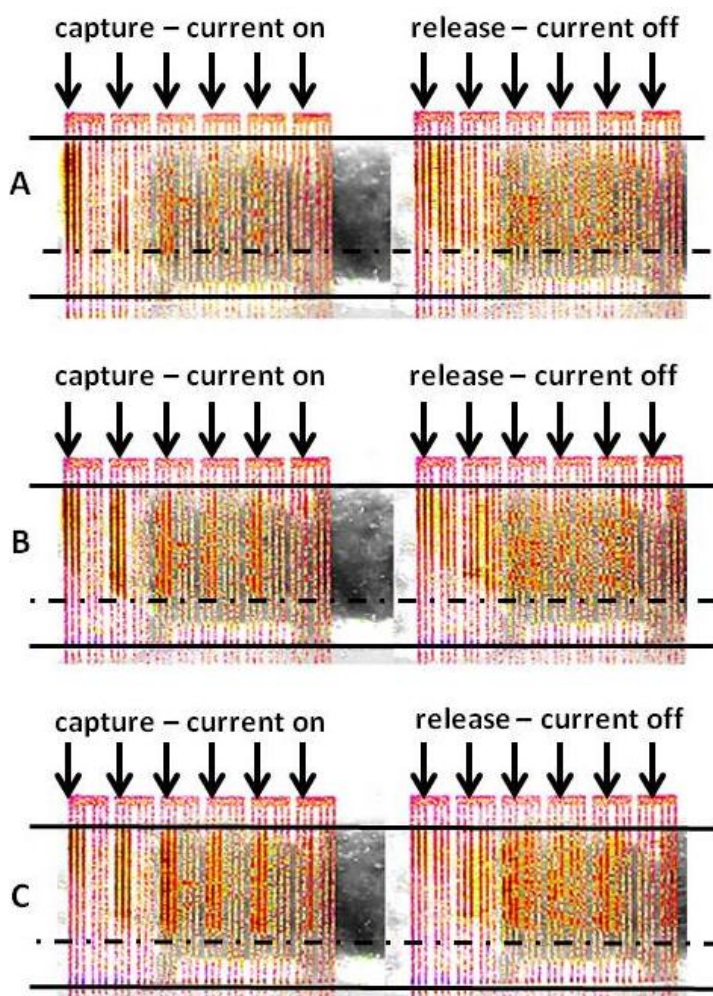 capture – current on
release – current off
A
capture – current on
release – current off
B
capture – current on
release – current off
C